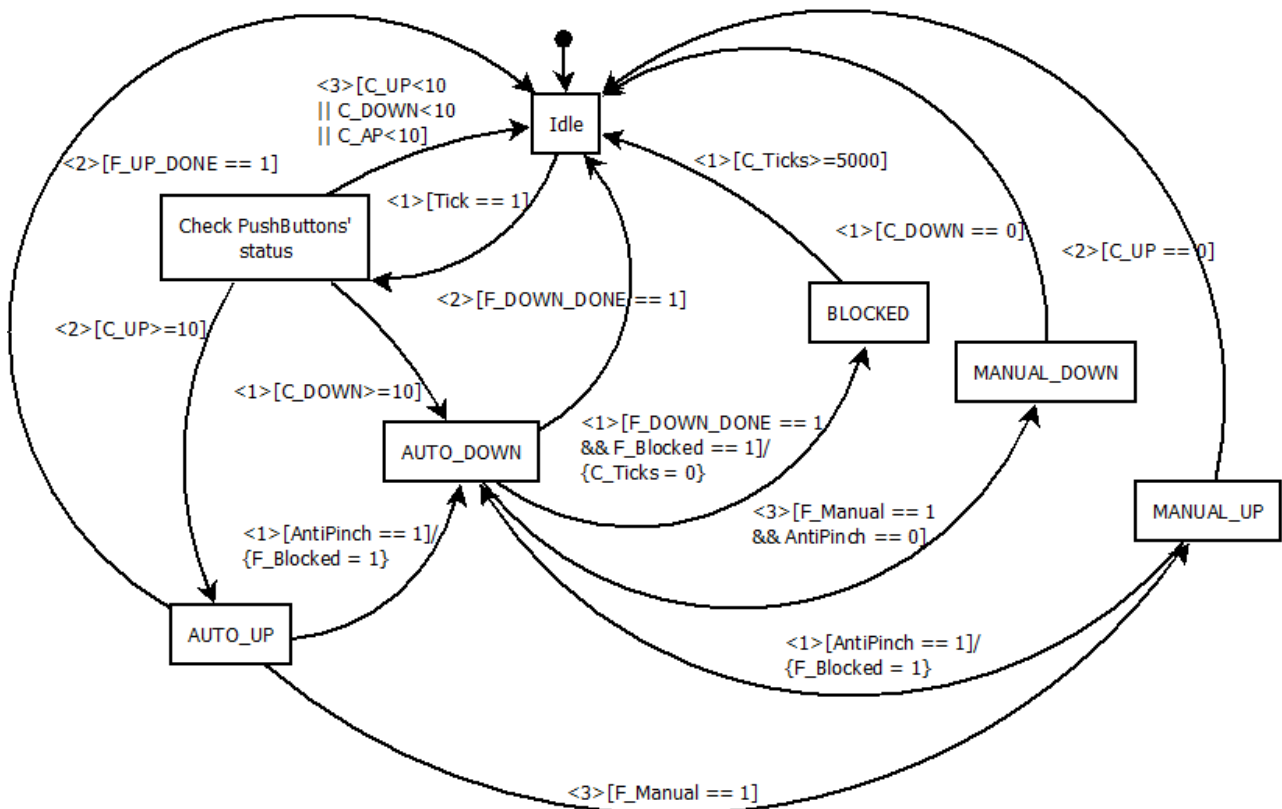 <3>[C_UP<10
|| C_DOWN<10
|| C_AP<10]
Idle
<2>[F_UP_DONE == 1]
<1>[C_Ticks>=5000]
<1>[Tick == 1]
Check PushButtons'
status
<1>[C_DOWN == 0]
<2>[C_UP == 0]
<2>[F_DOWN_DONE == 1]
BLOCKED
<2>[C_UP>=10]
MANUAL_DOWN
<1>[C_DOWN>=10]
<1>[F_DOWN_DONE == 1
&& F_Blocked == 1]/
{C_Ticks = 0}
AUTO_DOWN
<3>[F_Manual == 1
&& AntiPinch == 0]
MANUAL_UP
<1>[AntiPinch == 1]/
{F_Blocked = 1}
AUTO_UP
<1>[AntiPinch == 1]/
{F_Blocked = 1}
<3>[F_Manual == 1]